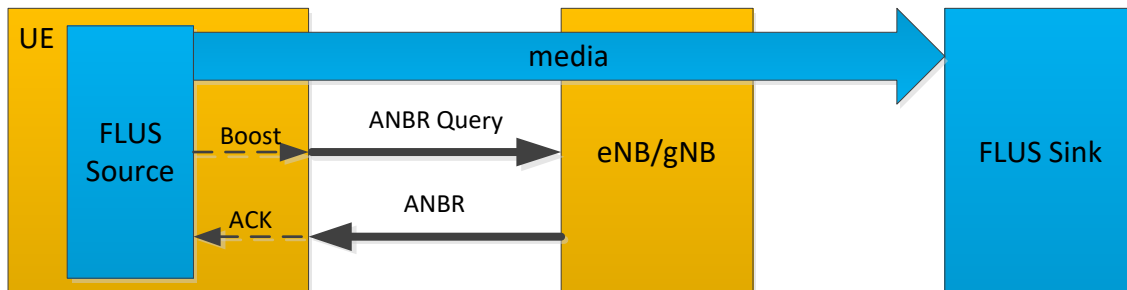 UE
media
FLUS
Source
Boost
ANBR Query
eNB/gNB
FLUS Sink
ACK
ANBR